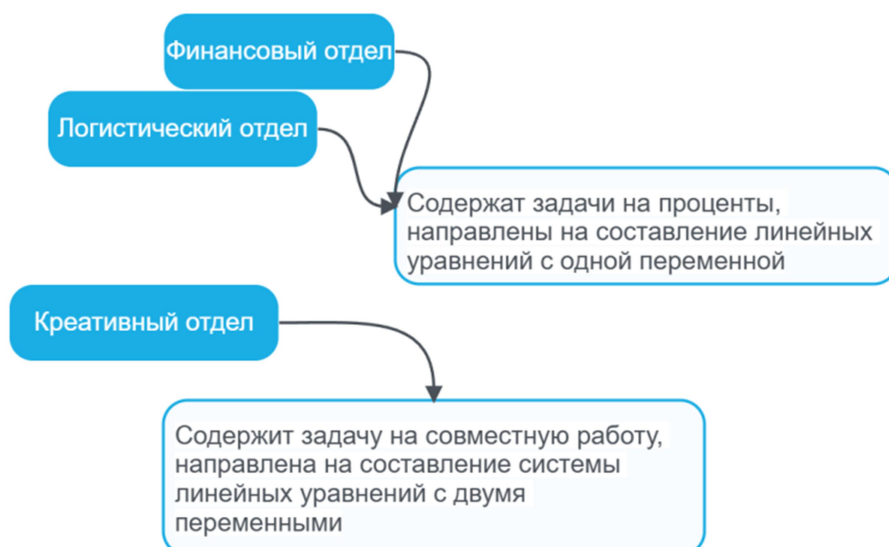 Финансовый отдел
Логистический отдел
Содержат задачи на проценты,
направлены на составление линейных
уравнений с одной переменной
Креативный отдел
Содержит задачу на совместную работу,
направлена на составление системы
линейных уравнений с двумя
переменными